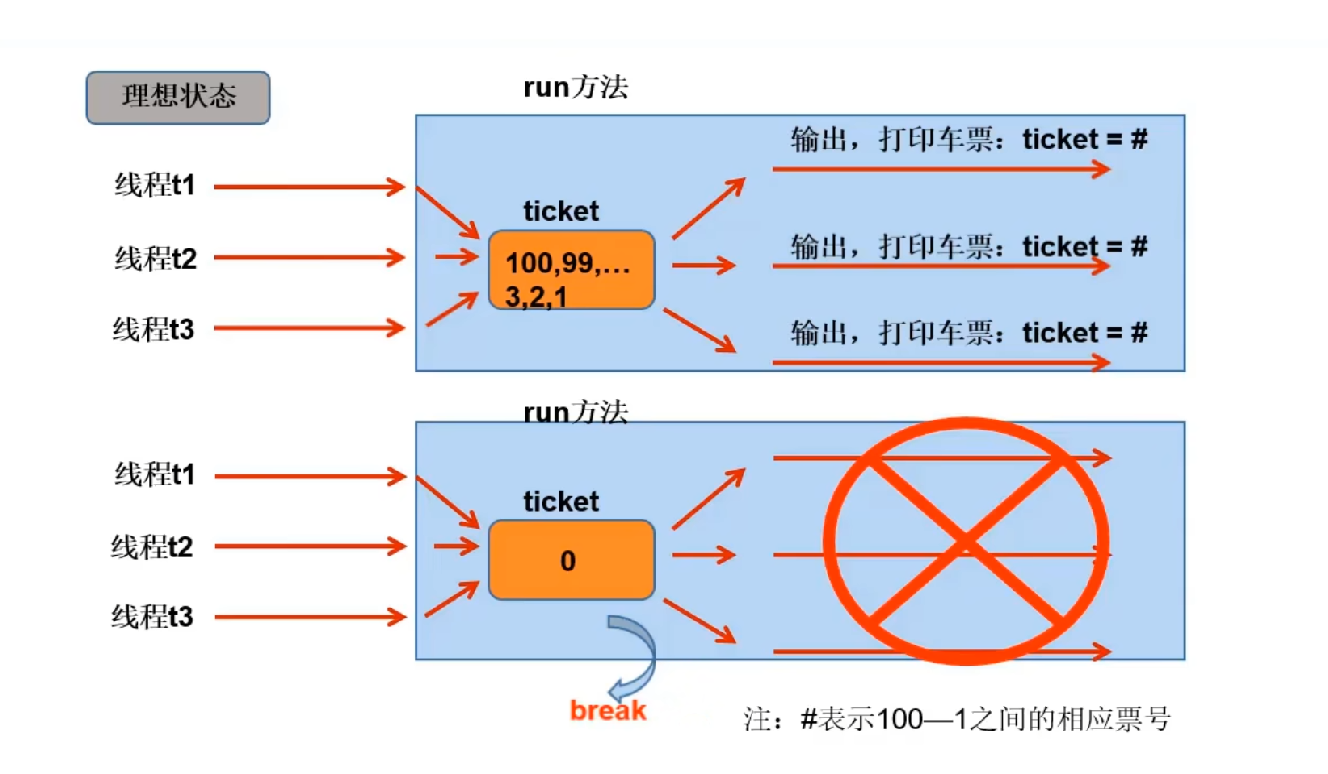 理想状态
run方法
输出，打印车票：ticket = #
线程t1
ticket
线程t2
100,99,…
输出，打印车票：ticket = #
3,2,1
线程t3
输出，打印车票：ticket = #
run方法
线程t1
ticket
线程t2
0
线程t3
break
注：#表示100—1之间的相应票号